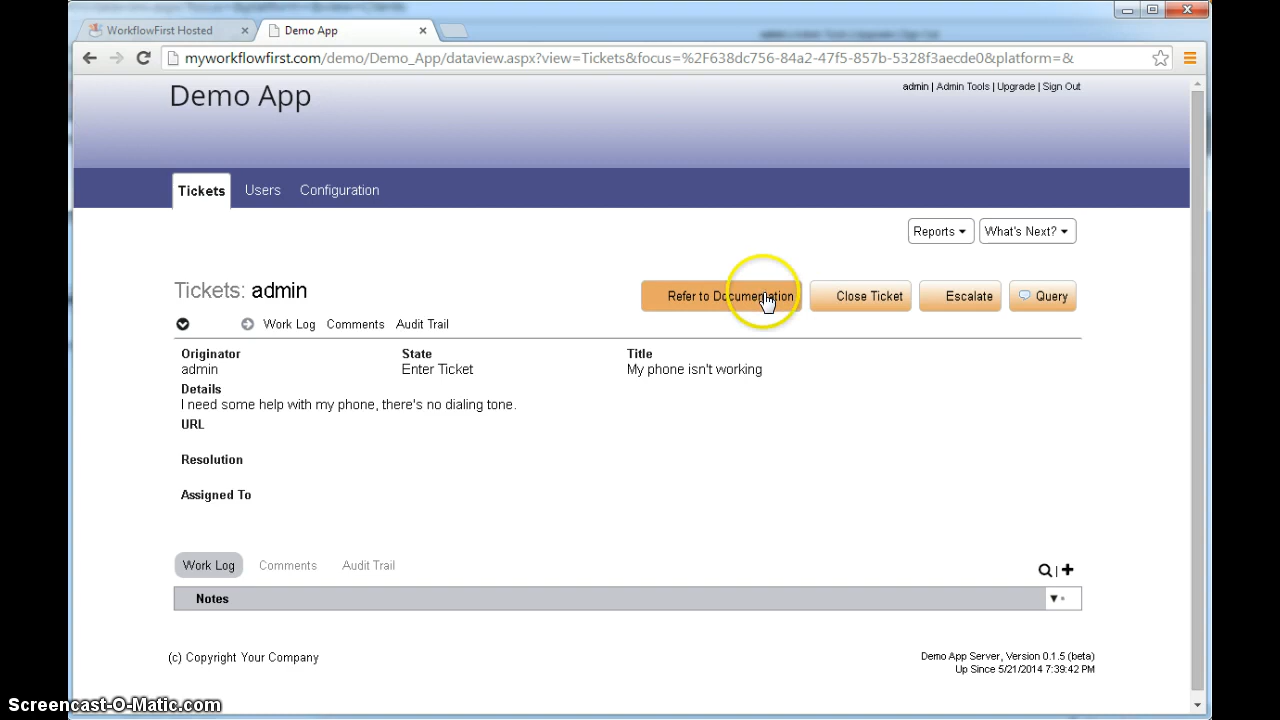 WorkflowFirst Hosted
Demo App
myworkflowfirst.com/demo/Demo_App/dataview.aspx?view=Tickets&focus=%2F638dc756-84a2-47f5-857b-5328f3aecde0&platform=&
Demo App
admin | Admin Tools | Upgrade | Sign Out
Tickets
Users
Configuration
Reports
What's Next?
Tickets: admin
Refer to Documentation
Close Ticket
Escalate
Query
Work Log
Comments
Audit Trail
Originator
State
Title
admin
Enter Ticket
My phone isn't working
Details
I need some help with my phone, there's no dialing tone.
URL
Resolution
Assigned To
Work Log
Comments
Audit Trail
Notes
(c) Copyright Your Company
Demo App Server, Version 0.1.5 (beta)
Up Since 5/21/2014 7:39:42 PM
Screencast-O-Matic.com